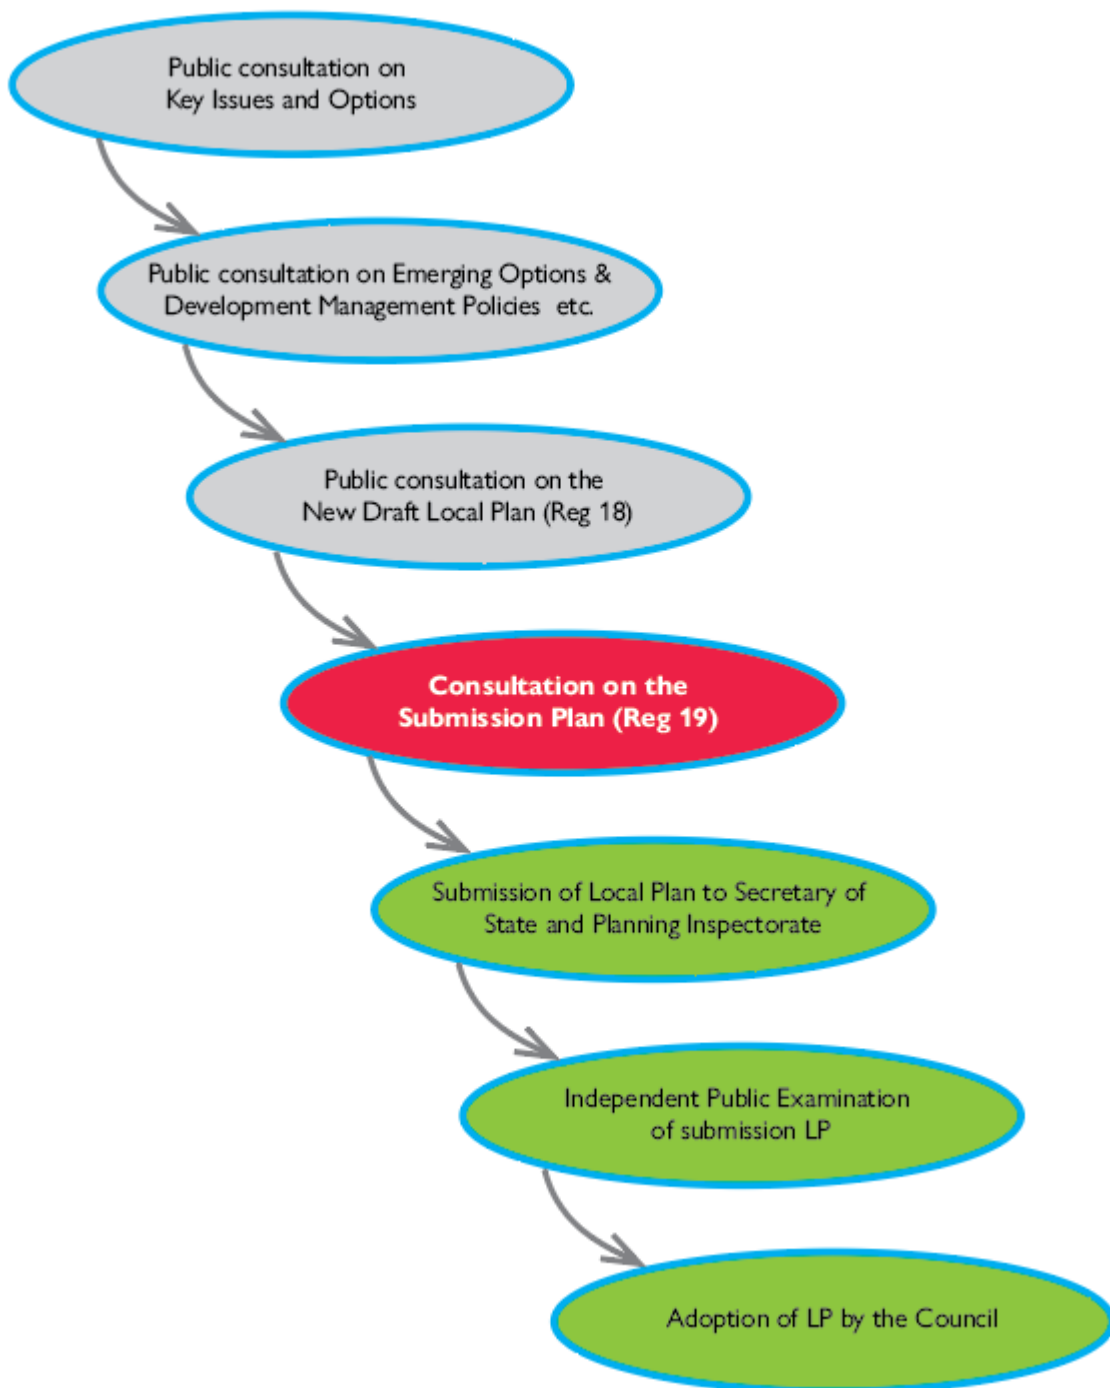 Public consultation on
Key Issues and Options
Public consultation on Emerging Options &
Development Management Policies etc.
Public consultation on the
New Draft Local Plan (Reg 18)
Consultation on the
Submission Plan (Reg 19)
Submission of Local Plan to Secretary of
State and Planning Inspectorate
Independent Public Examination
of submission LP
Adoption of LP by the Council